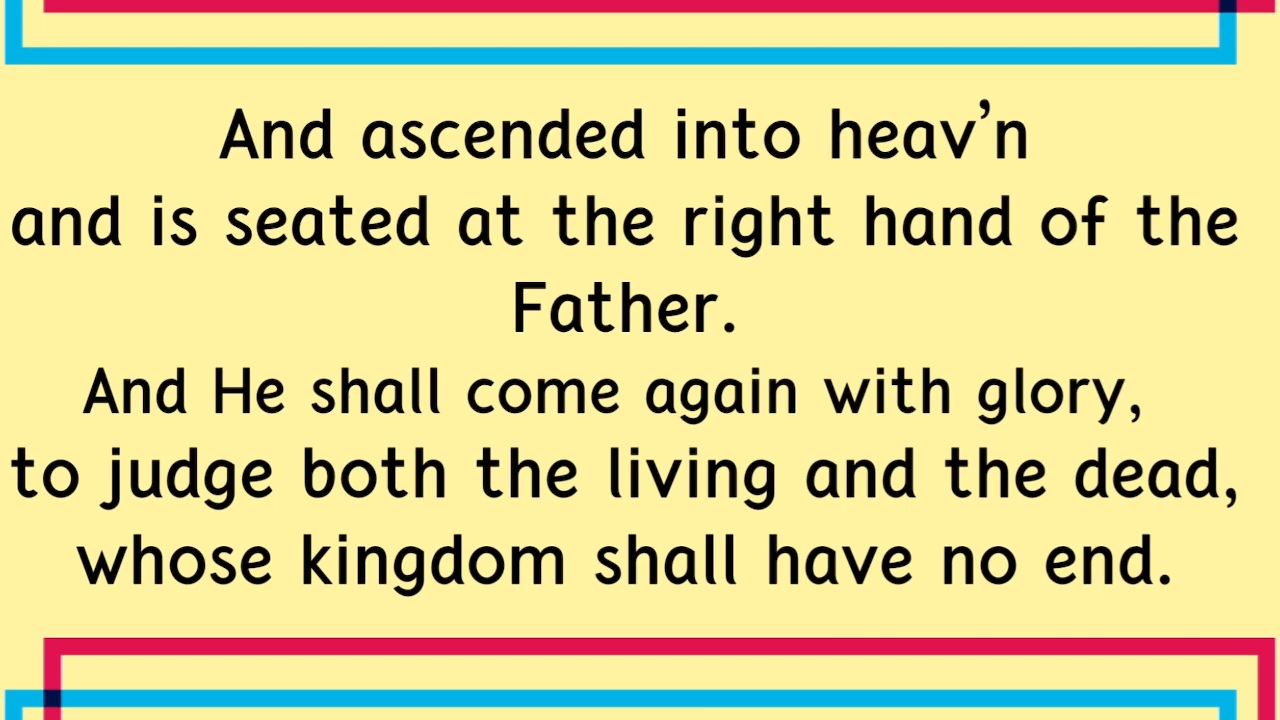 And ascended into heav’n
and is seated at the right hand of the
Father.
And He shall come again with glory,
to judge both the living and the dead,
whose kingdom shall have no end.